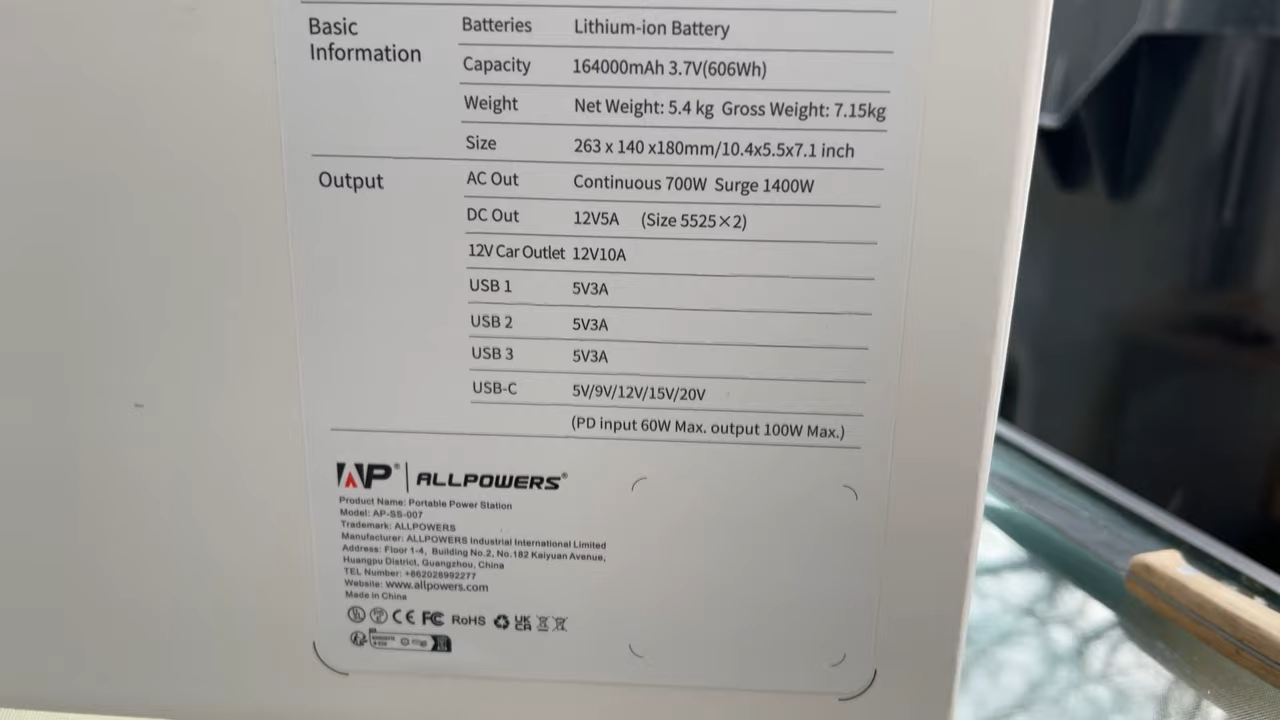 Basic Information
Batteries Lithium-ion Battery
Capacity 164000mAh 3.7V(606Wh)
Weight Net Weight: 5.4 kg Gross Weight: 7.15kg
Size 263 x 140 x180mm/10.4x5.5x7.1 inch
Output
AC Out Continuous 700W Surge 1400W
DC Out 12V5A (Size 5525×2)
12V Car Outlet 12V10A
USB 1 5V3A
USB 2 5V3A
USB 3 5V3A
USB-C 5V/9V/12V/15V/20V
(PD input 60W Max. output 100W Max.)
AP® ALLPOWERS®
Product Name: Portable Power Station
Model: AP-SS-007
Trademark: ALLPOWERS
Manufacturer: ALLPOWERS Industrial International Limited
Address: Floor 1-4, Building No.2, No.182 Kaiyuan Avenue,
Huangpu District, Guangzhou, China
TEL Number: +862028992277
Website: www.allpowers.com
Made in China
UL CE FC RoHS UK CA